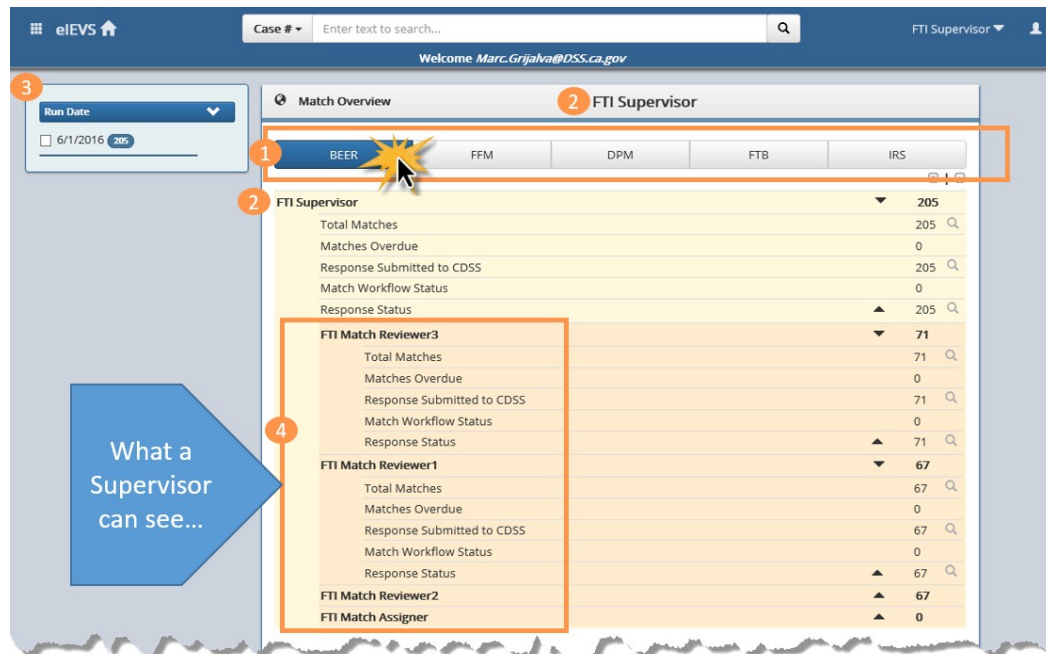 eIEVS
Case #
Enter text to search...
FTI Supervisor
Welcome Marc.Grijalva@DSS.ca.gov
3
Run Date
6/1/2016 205
Match Overview
2 FTI Supervisor
1
BEER FFM DPM FTB IRS
2
FTI Supervisor 205
Total Matches 205
Matches Overdue 0
Response Submitted to CDSS 205
Match Workflow Status 0
Response Status 205
FTI Match Reviewer3 71
Total Matches 71
Matches Overdue 0
Response Submitted to CDSS 71
Match Workflow Status 0
4
Response Status 71
FTI Match Reviewer1 67
Total Matches 67
Matches Overdue 0
Response Submitted to CDSS 67
Match Workflow Status 0
Response Status 67
FTI Match Reviewer2 67
FTI Match Assigner 0
What a
Supervisor
can see...